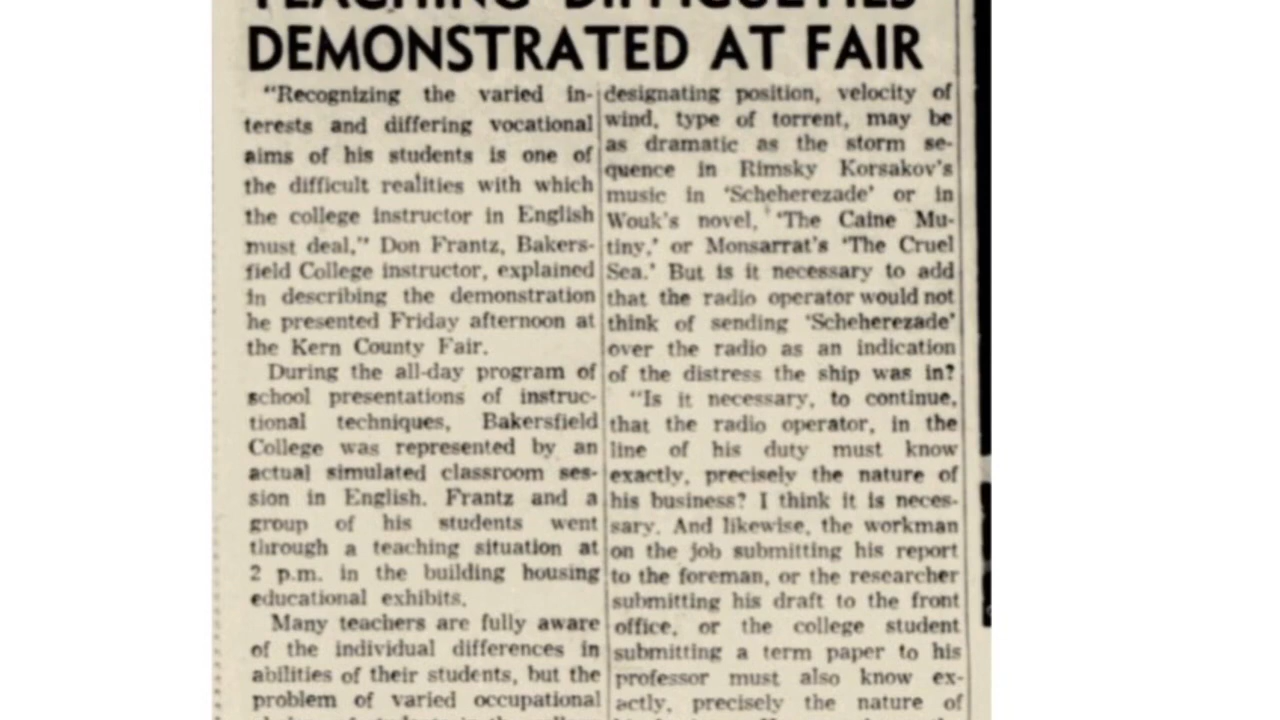 TEACHING DIFFICULTIES
DEMONSTRATED AT FAIR
"Recognizing the varied in-
terests and differing vocational
aims of his students is one of
the difficult realities with which
the college instructor in English
must deal," Don Frantz, Bakers-
field College instructor, explained
in describing the demonstration
he presented Friday afternoon at
the Kern County Fair.
During the all-day program of
school presentations of instruc-
tional techniques, Bakersfield
College was represented by an
actual simulated classroom ses-
sion in English. Frantz and a
group of his students went
through a teaching situation at
2 p.m. in the building housing
educational exhibits.
Many teachers are fully aware
of the individual differences in
abilities of their students, but the
problem of varied occupational
designating position, velocity of
wind, type of torrent, may be
as dramatic as the storm se-
quence in Rimsky Korsakov's
music in 'Scheherezade' or in
Wouk's novel, 'The Caine Mu-
tiny,' or Monsarrat's 'The Cruel
Sea.' But is it necessary to add
that the radio operator would not
think of sending 'Scheherezade'
over the radio as an indication
of the distress the ship was in?
"Is it necessary, to continue,
that the radio operator, in the
line of his duty must know
exactly, precisely the nature of
his business? I think it is neces-
sary. And likewise, the workman
on the job submitting his report
to the foreman, or the researcher
submitting his draft to the front
office, or the college student
submitting a term paper to his
professor must also know ex-
actly, precisely the nature of